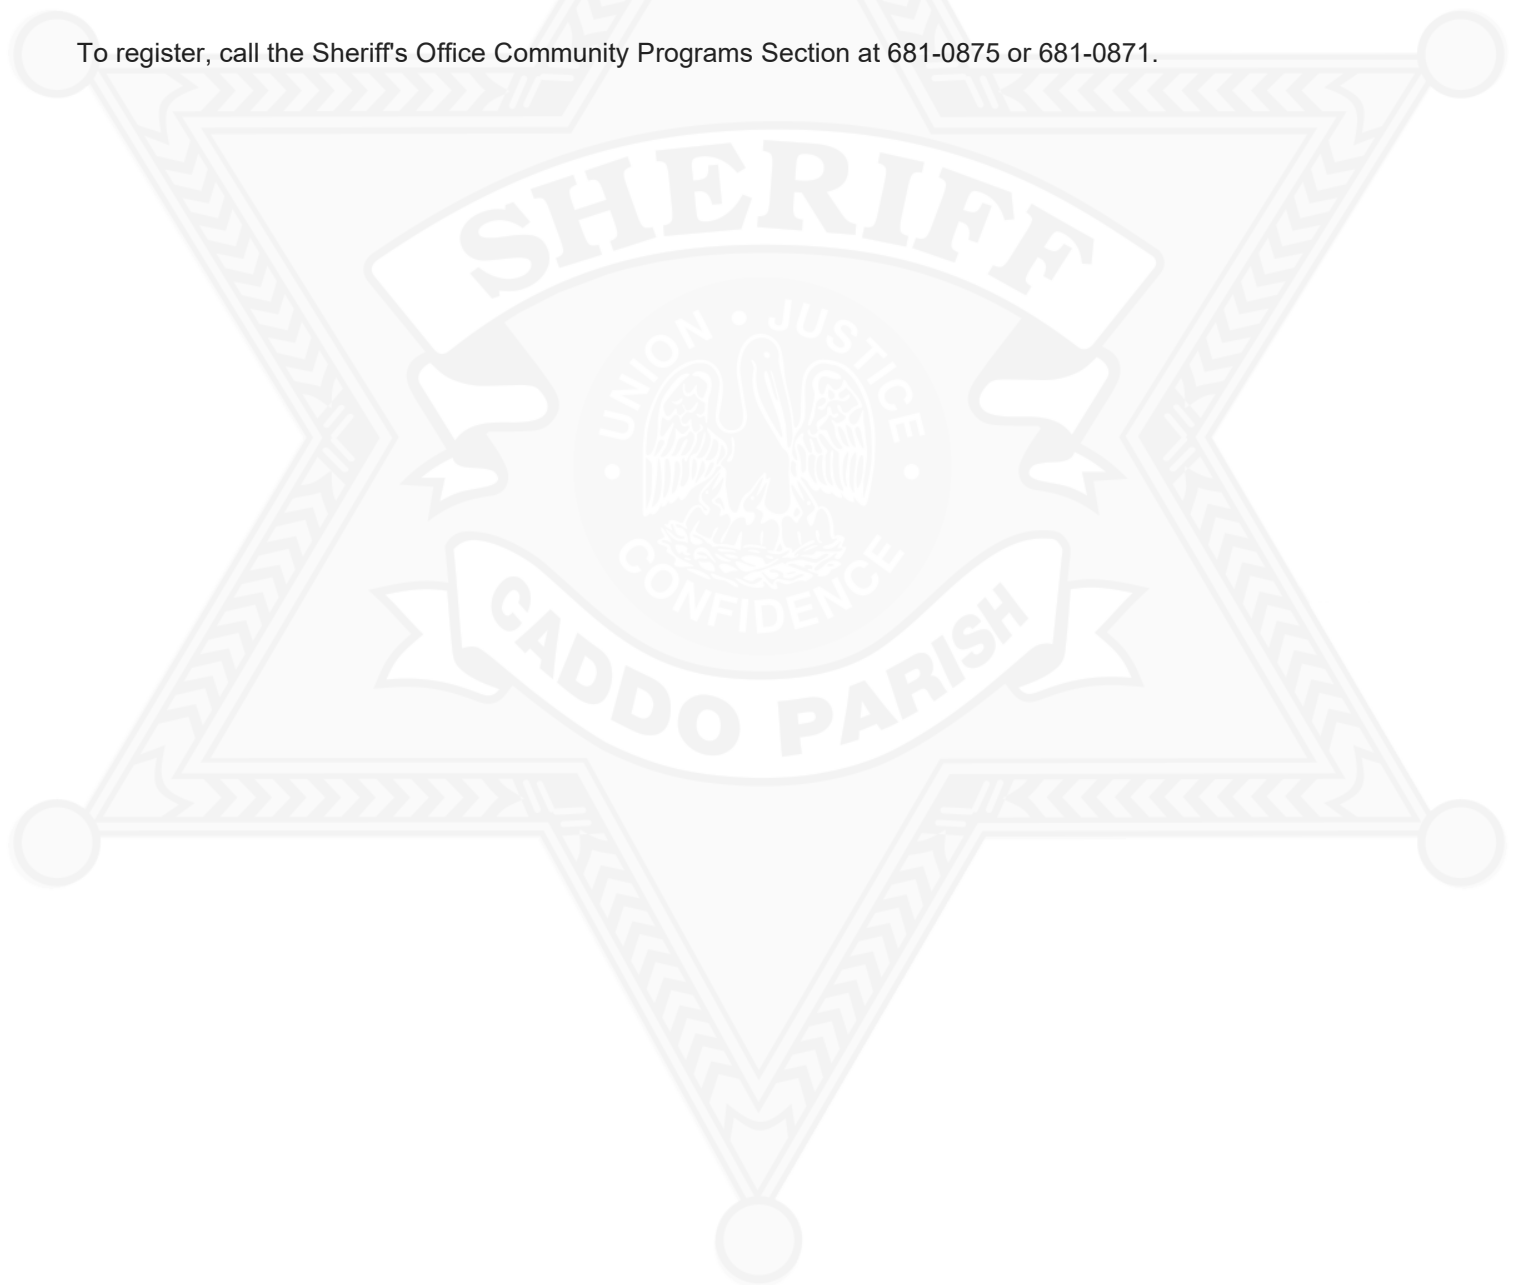 To register, call the Sheriff's Office Community Programs Section at 681-0875 or 681-0871.
SHERIFF
UNION • JUSTICE
• CONFIDENCE •
CADDO PARISH